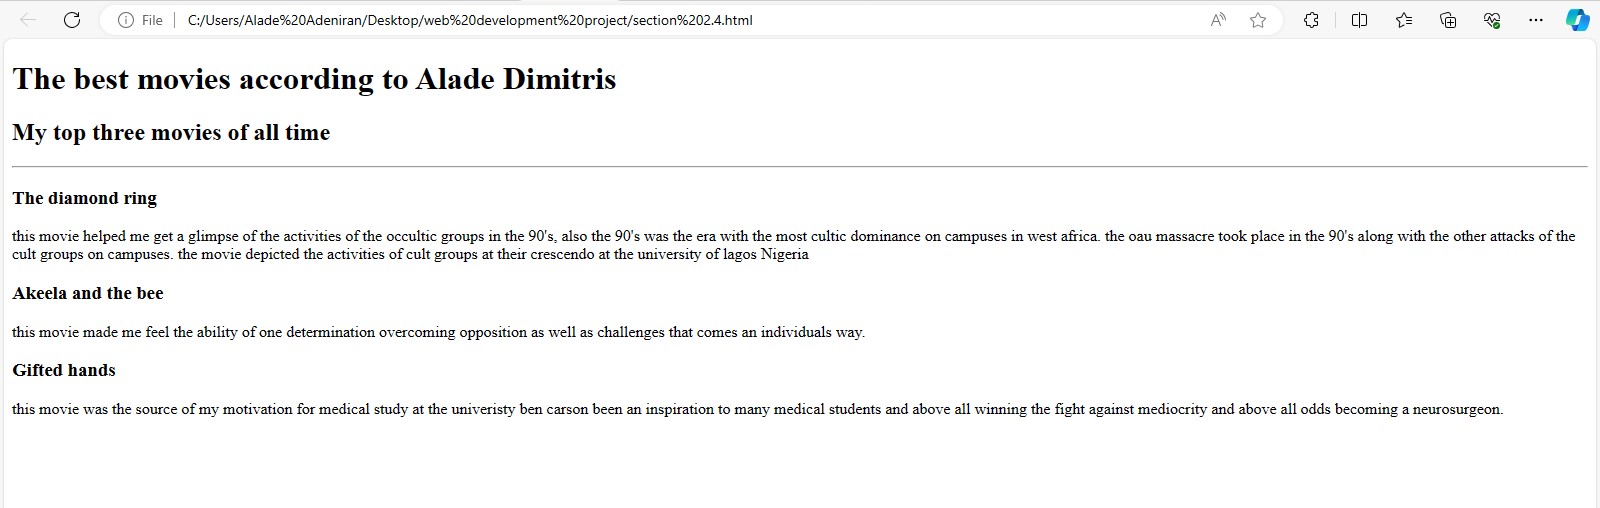 File
C:/Users/Alade%20Adeniran/Desktop/web%20development%20project/section%202.4.html
The best movies according to Alade Dimitris
My top three movies of all time
The diamond ring
this movie helped me get a glimpse of the activities of the occultic groups in the 90's, also the 90's was the era with the most cultic dominance on campuses in west africa. the oau massacre took place in the 90's along with the other attacks of the
cult groups on campuses. the movie depicted the activities of cult groups at their crescendo at the university of lagos Nigeria
Akeela and the bee
this movie made me feel the ability of one determination overcoming opposition as well as challenges that comes an individuals way.
Gifted hands
this movie was the source of my motivation for medical study at the univeristy ben carson been an inspiration to many medical students and above all winning the fight against mediocrity and above all odds becoming a neurosurgeon.